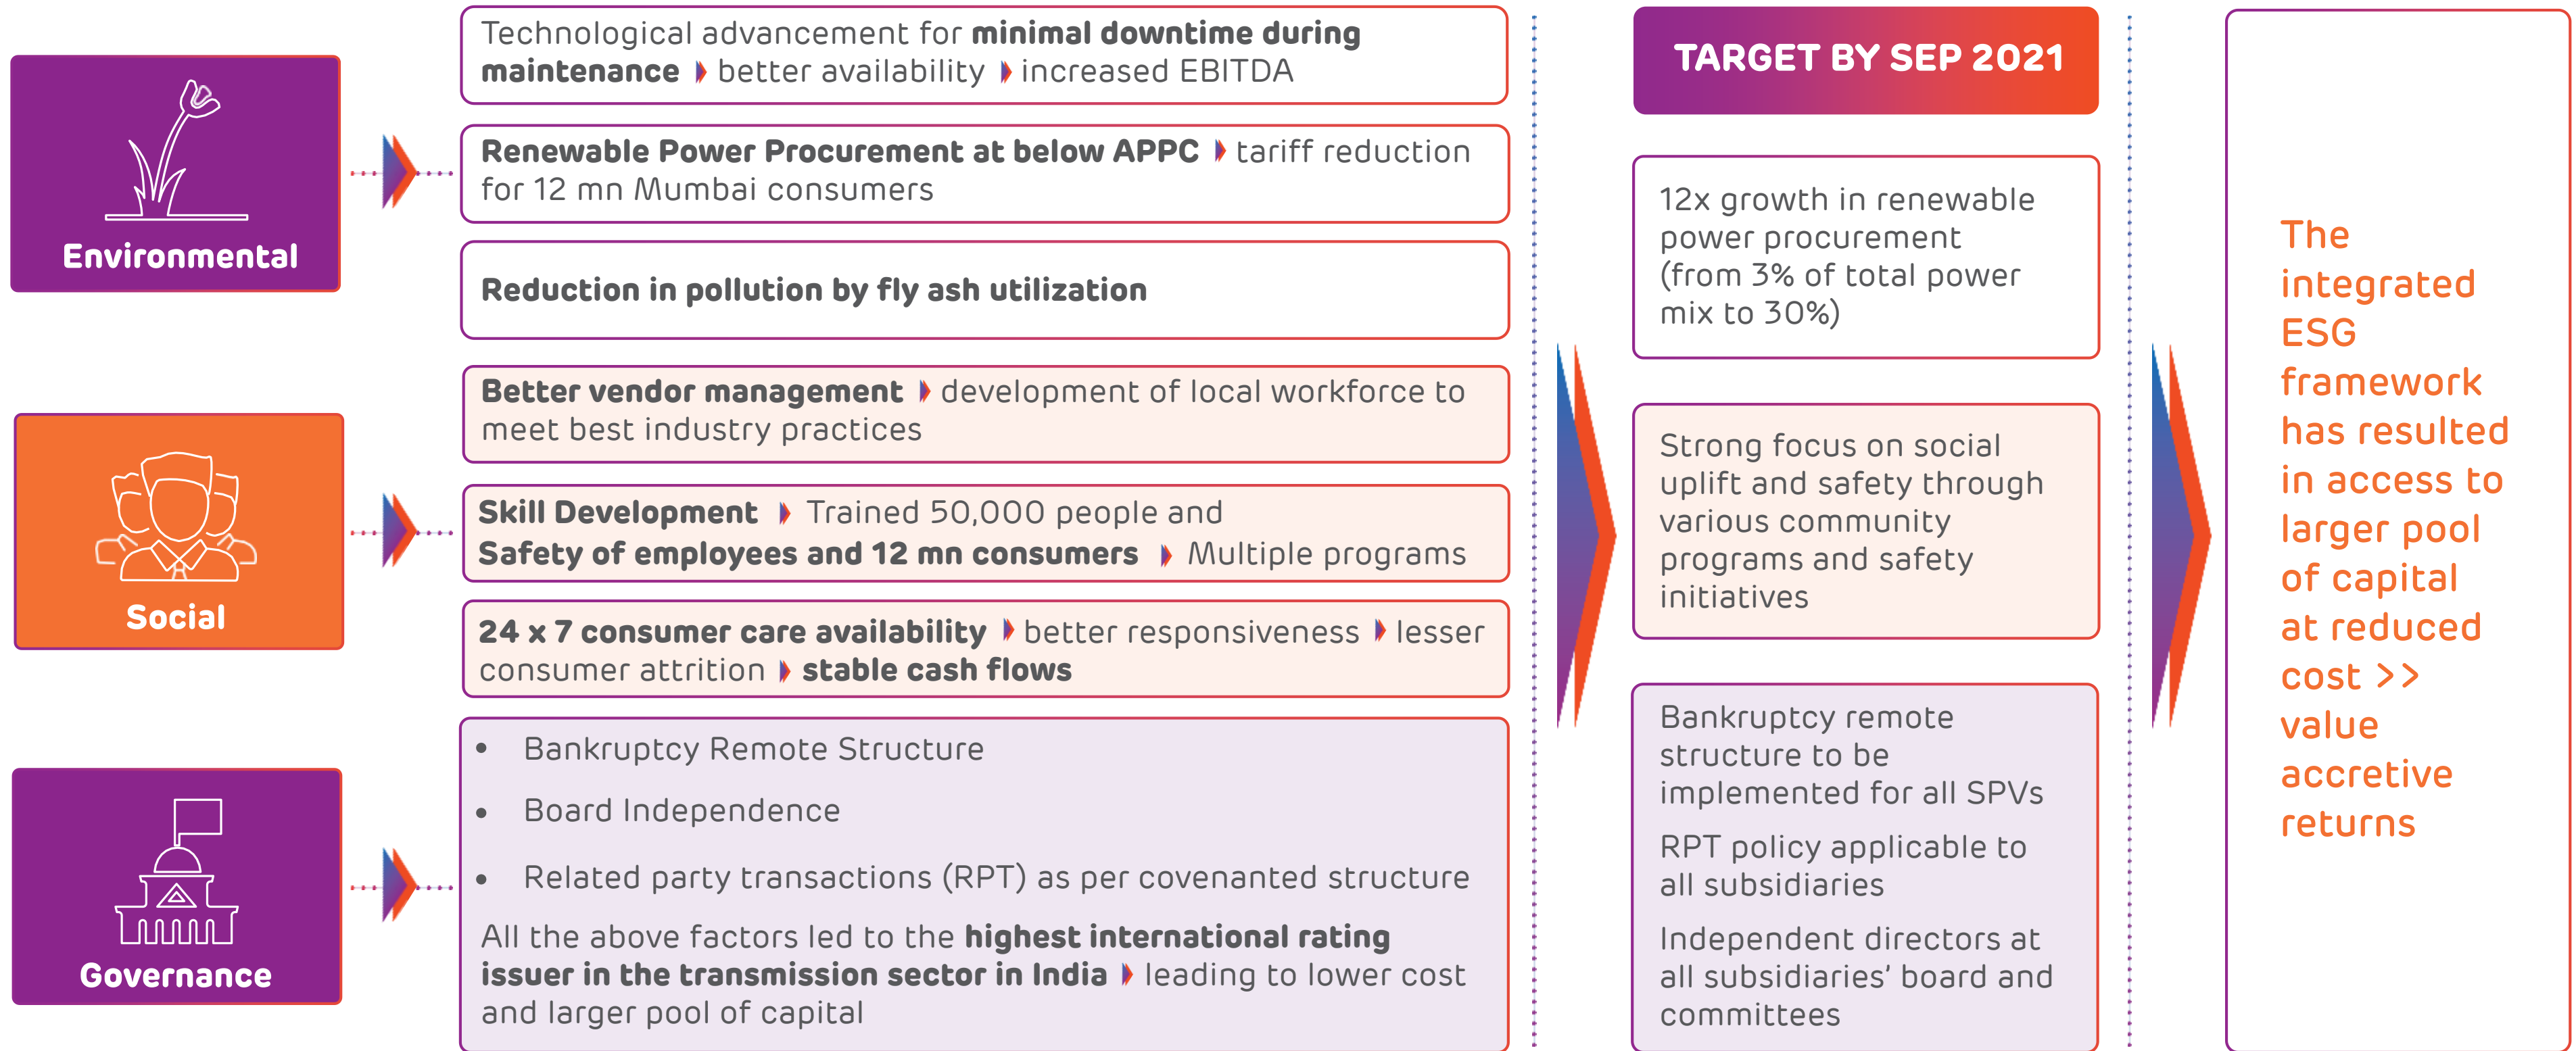 Environmental
Technological advancement for minimal downtime during
maintenance better availability increased EBITDA
Renewable Power Procurement at below APPC tariff reduction
for 12 mn Mumbai consumers
Reduction in pollution by fly ash utilization
Social
Better vendor management development of local workforce to
meet best industry practices
Skill Development Trained 50,000 people and
Safety of employees and 12 mn consumers Multiple programs
24 x 7 consumer care availability better responsiveness lesser
consumer attrition stable cash flows
Governance
• Bankruptcy Remote Structure
• Board Independence
• Related party transactions (RPT) as per covenanted structure
All the above factors led to the highest international rating
issuer in the transmission sector in India leading to lower cost
and larger pool of capital
TARGET BY SEP 2021
12x growth in renewable
power procurement
(from 3% of total power
mix to 30%)
Strong focus on social
uplift and safety through
various community
programs and safety
initiatives
Bankruptcy remote
structure to be
implemented for all SPVs
RPT policy applicable to
all subsidiaries
Independent directors at
all subsidiaries’ board and
committees
The
integrated
ESG
framework
has resulted
in access to
larger pool
of capital
at reduced
cost >>
value
accretive
returns